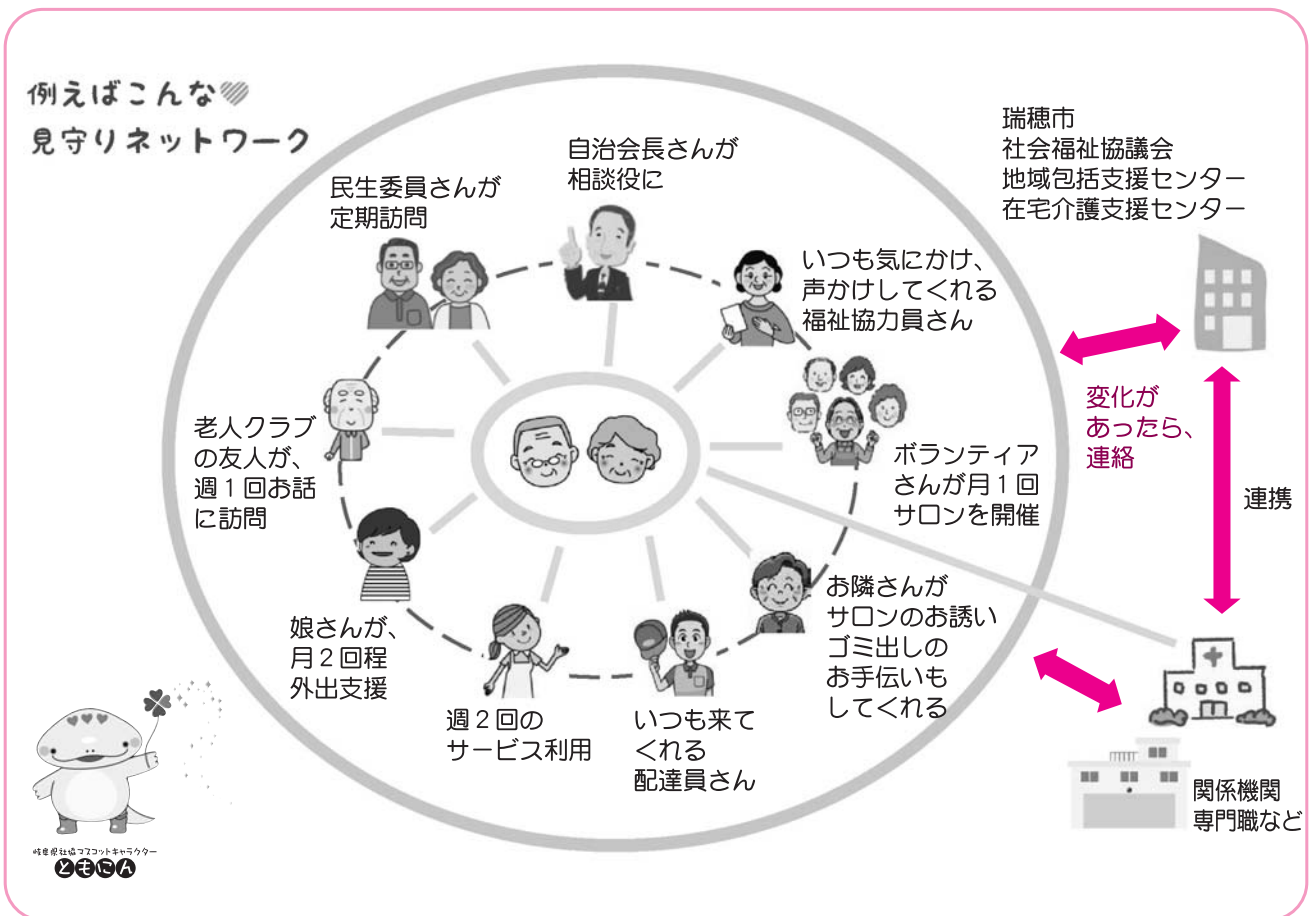 例えばこんな
見守りネットワーク
民生委員さんが
定期訪問
自治会長さんが
相談役に
いつも気にかけ、
声かけしてくれる
福祉協力員さん
瑞穂市
社会福祉協議会
地域包括支援センター
在宅介護支援センター
変化が
あったら、
連絡
連携
老人クラブ
の友人が、
週1回お話
に訪問
ボランティア
さんが月1回
サロンを開催
娘さんが、
月2回程
外出支援
週2回の
サービス利用
いつも来て
くれる
配達員さん
お隣さんが
サロンのお誘い
ゴミ出しの
お手伝いも
してくれる
関係機関
専門職など
岐阜県社協マスコットキャラクター
ともにん